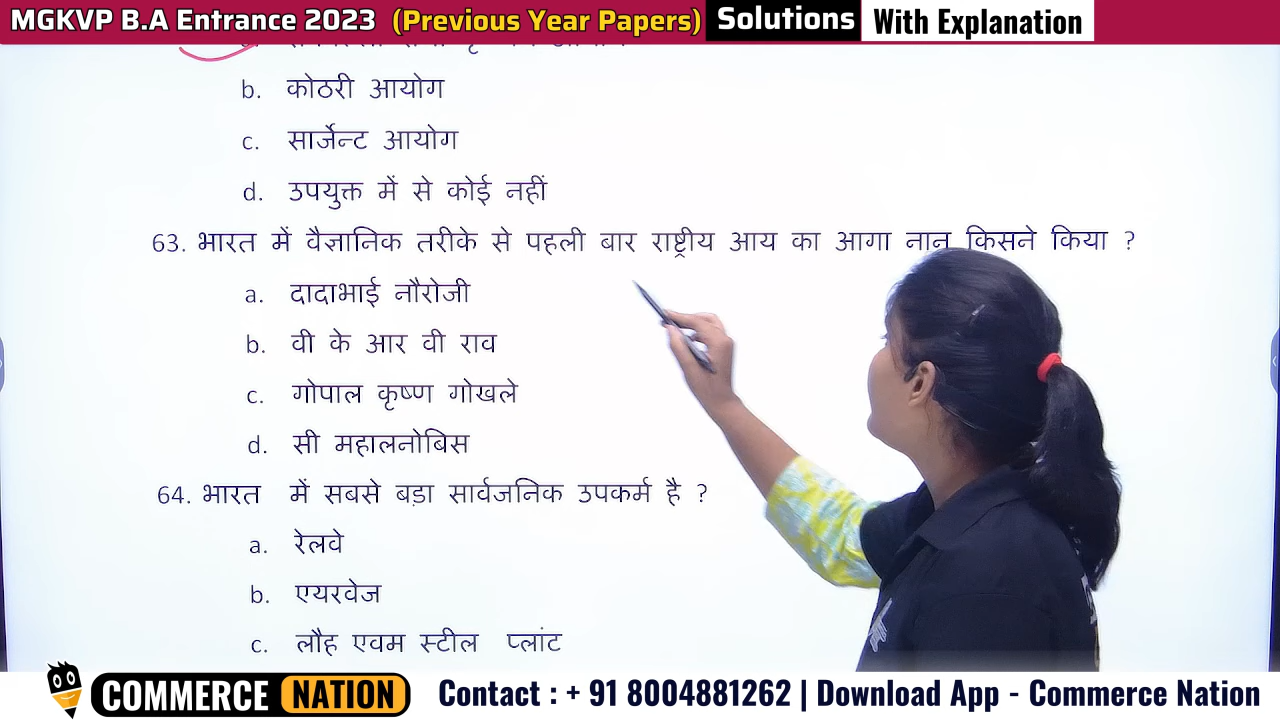 MGKVP B.A Entrance 2023 (Previous Year Papers) Solutions With Explanation
b. कोठरी आयोग
c. सार्जेन्ट आयोग
d. उपयुक्त में से कोई नहीं
63. भारत में वैज्ञानिक तरीके से पहली बार राष्ट्रीय आय का आगा नान किसने किया ?
a. दादाभाई नौरोजी
b. वी के आर वी राव
c. गोपाल कृष्ण गोखले
d. सी महालनोबिस
64. भारत में सबसे बड़ा सार्वजनिक उपकर्म है ?
a. रेलवे
b. एयरवेज
c. लौह एवम स्टील प्लांट
COMMERCE NATION Contact : + 91 8004881262 | Download App - Commerce Nation